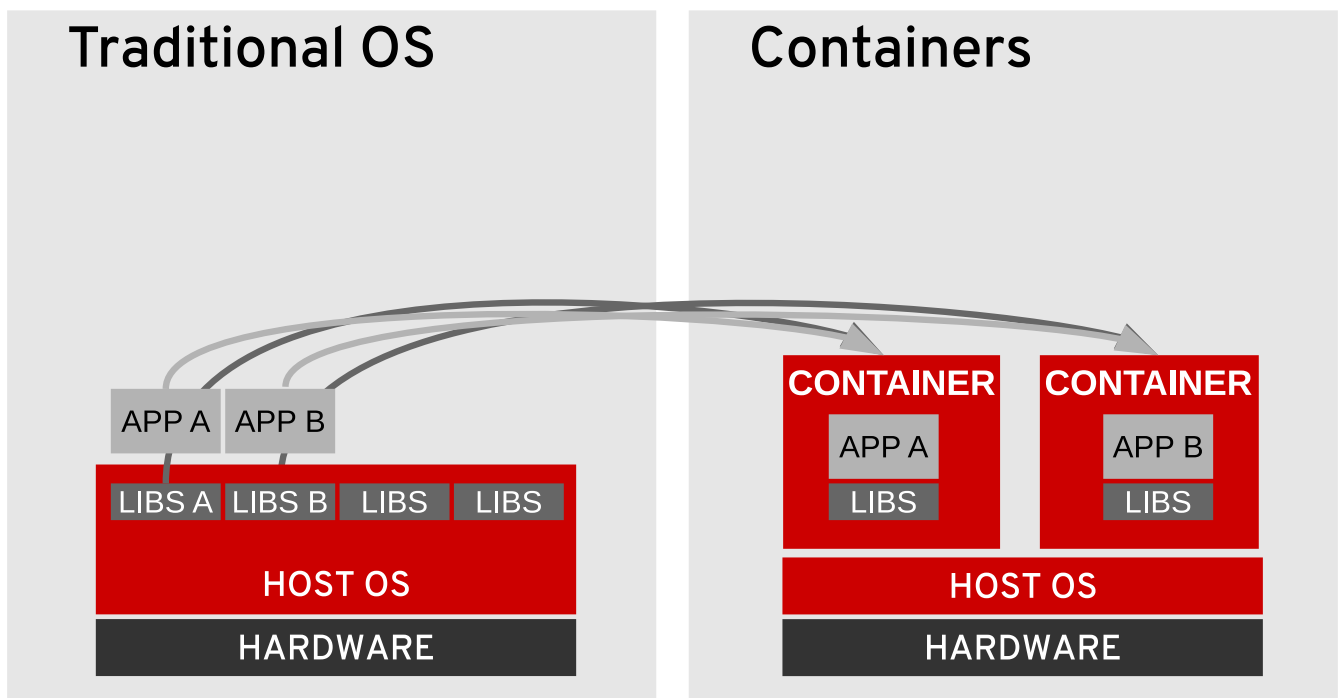 Traditional OS
APP A APP B
LIBS A LIBS B LIBS LIBS
HOST OS
HARDWARE
Containers
CONTAINER CONTAINER
APP A APP B
LIBS LIBS
HOST OS
HARDWARE